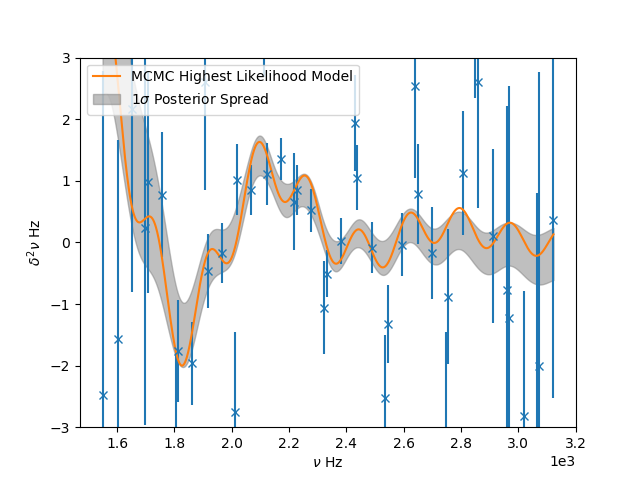 3
2
1
0
−1
−2
−3
δ²ν Hz
MCMC Highest Likelihood Model
1σ Posterior Spread
1.6 1.8 2.0 2.2 2.4 2.6 2.8 3.0 3.2
1e3
ν Hz